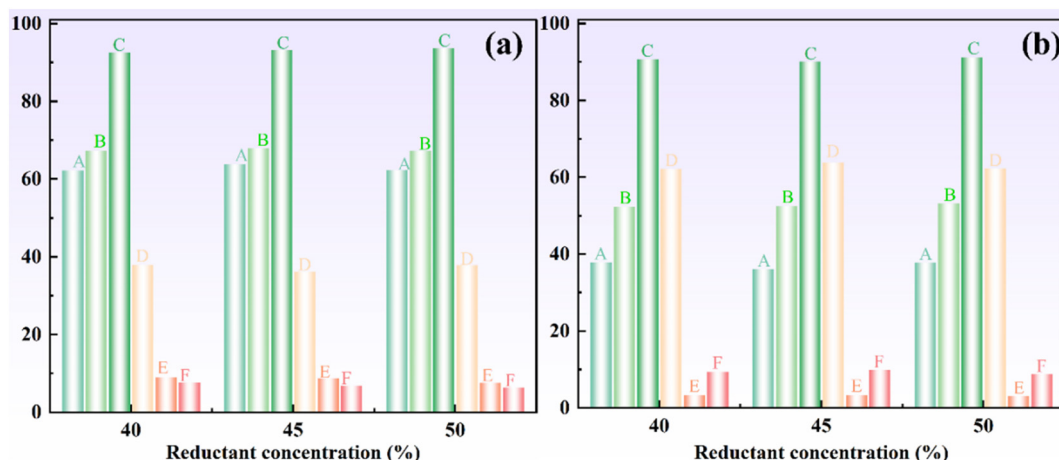 (a)
100
80
60
40
20
0
A B C D E F
A B C D E F
A B C D E F
40 45 50
Reductant concentration (%)
(b)
100
80
60
40
20
0
A B C D E F
A B C D E F
A B C D E F
40 45 50
Reductant concentration (%)